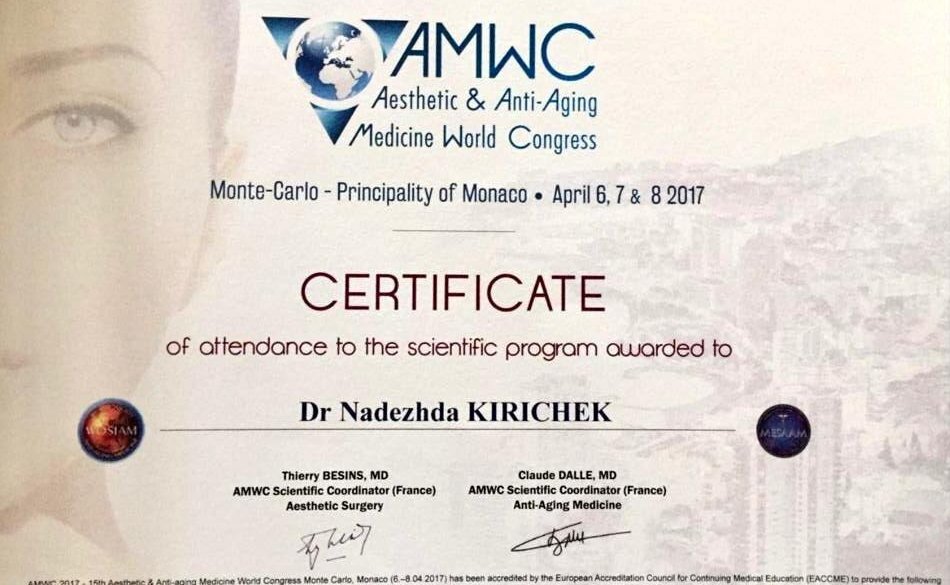 AMWC
Aesthetic & Anti-Aging
Medicine World Congress
Monte-Carlo - Principality of Monaco • April 6, 7 & 8 2017
CERTIFICATE
of attendance to the scientific program awarded to
Dr Nadezhda KIRICHEK
WOSIAM
Thierry BESINS, MD
AMWC Scientific Coordinator (France)
Aesthetic Surgery
Claude DALLE, MD
AMWC Scientific Coordinator (France)
Anti-Aging Medicine
AMWC 2017 - 15th Aesthetic & Anti-aging Medicine World Congress Monte Carlo, Monaco (6.-8.04.2017) has been accredited by the European Accreditation Council for Continuing Medical Education (EACCME) to provide the following